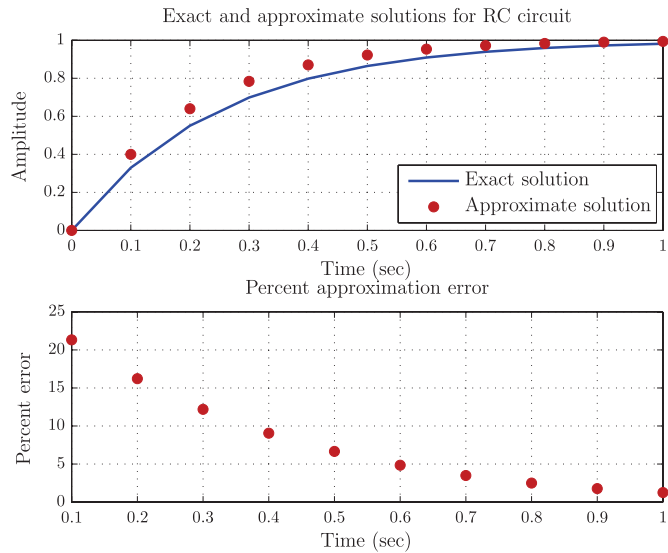 Exact and approximate solutions for RC circuit
1
0.8
0.6
0.4
0.2
0
Amplitude
Exact solution
Approximate solution
0 0.1 0.2 0.3 0.4 0.5 0.6 0.7 0.8 0.9 1
Time (sec)
Percent approximation error
25
20
15
10
5
0
Percent error
0.1 0.2 0.3 0.4 0.5 0.6 0.7 0.8 0.9 1
Time (sec)